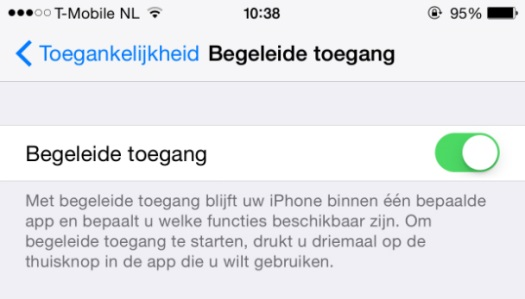 T-Mobile NL 10:38 95%
Toegankelijkheid Begeleide toegang
Begeleide toegang
Met begeleide toegang blijft uw iPhone binnen één bepaalde
app en bepaalt u welke functies beschikbaar zijn. Om
begeleide toegang te starten, drukt u driemaal op de
thuisknop in de app die u wilt gebruiken.